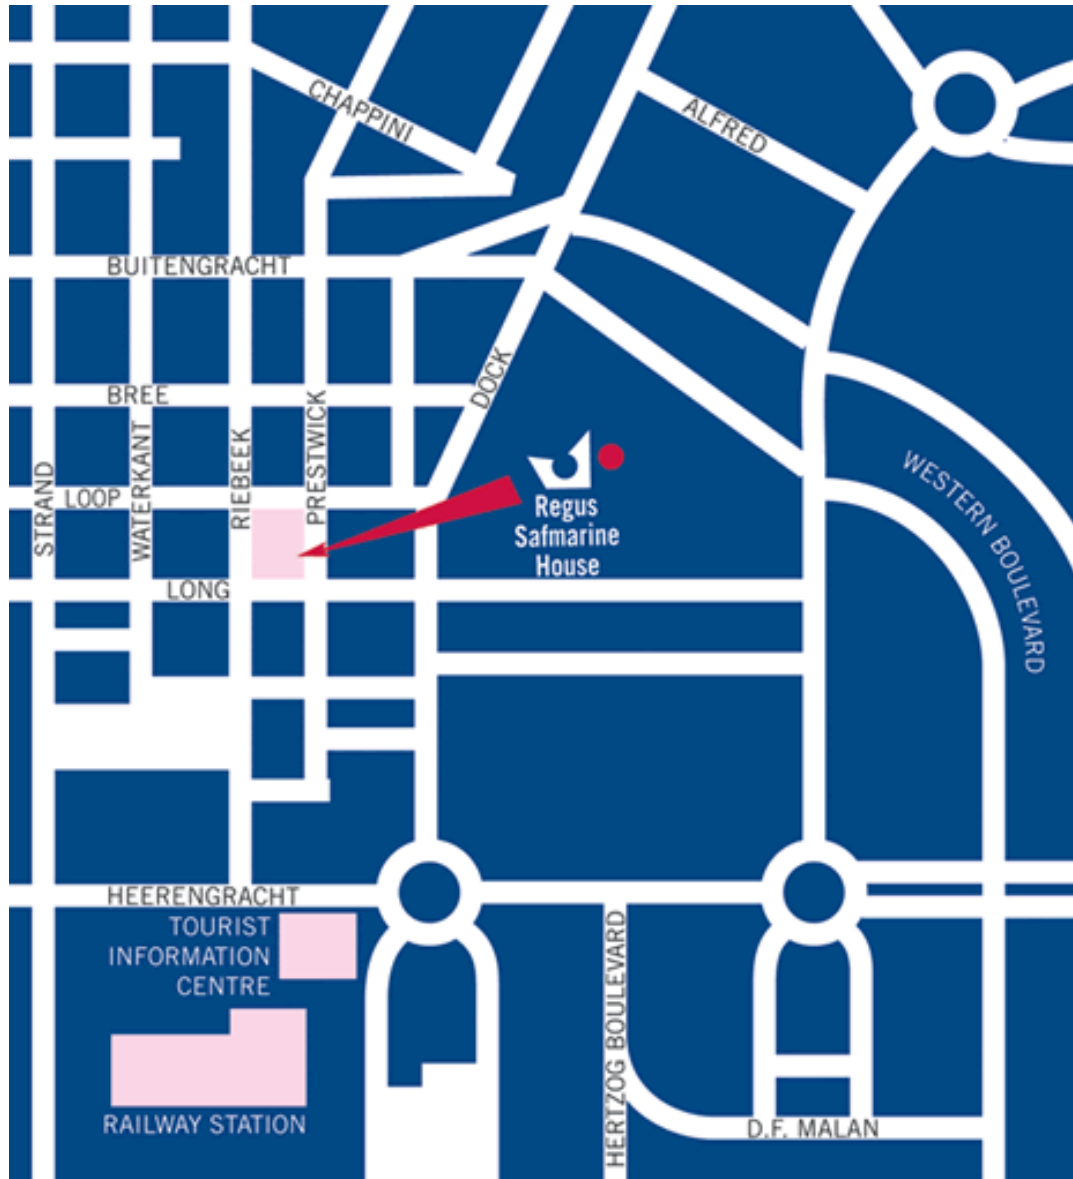 CHAPPINI
ALFRED
BUITENGRACHT
DOCK
BREE
PRESTWICK
WATERKANT
RIEBEEK
STRAND
LOOP
WESTERN BOULEVARD
Regus
Safmarine
House
LONG
HEERENGRACHT
TOURIST
INFORMATION
CENTRE
HERTZOG BOULEVARD
RAILWAY STATION
D.F. MALAN